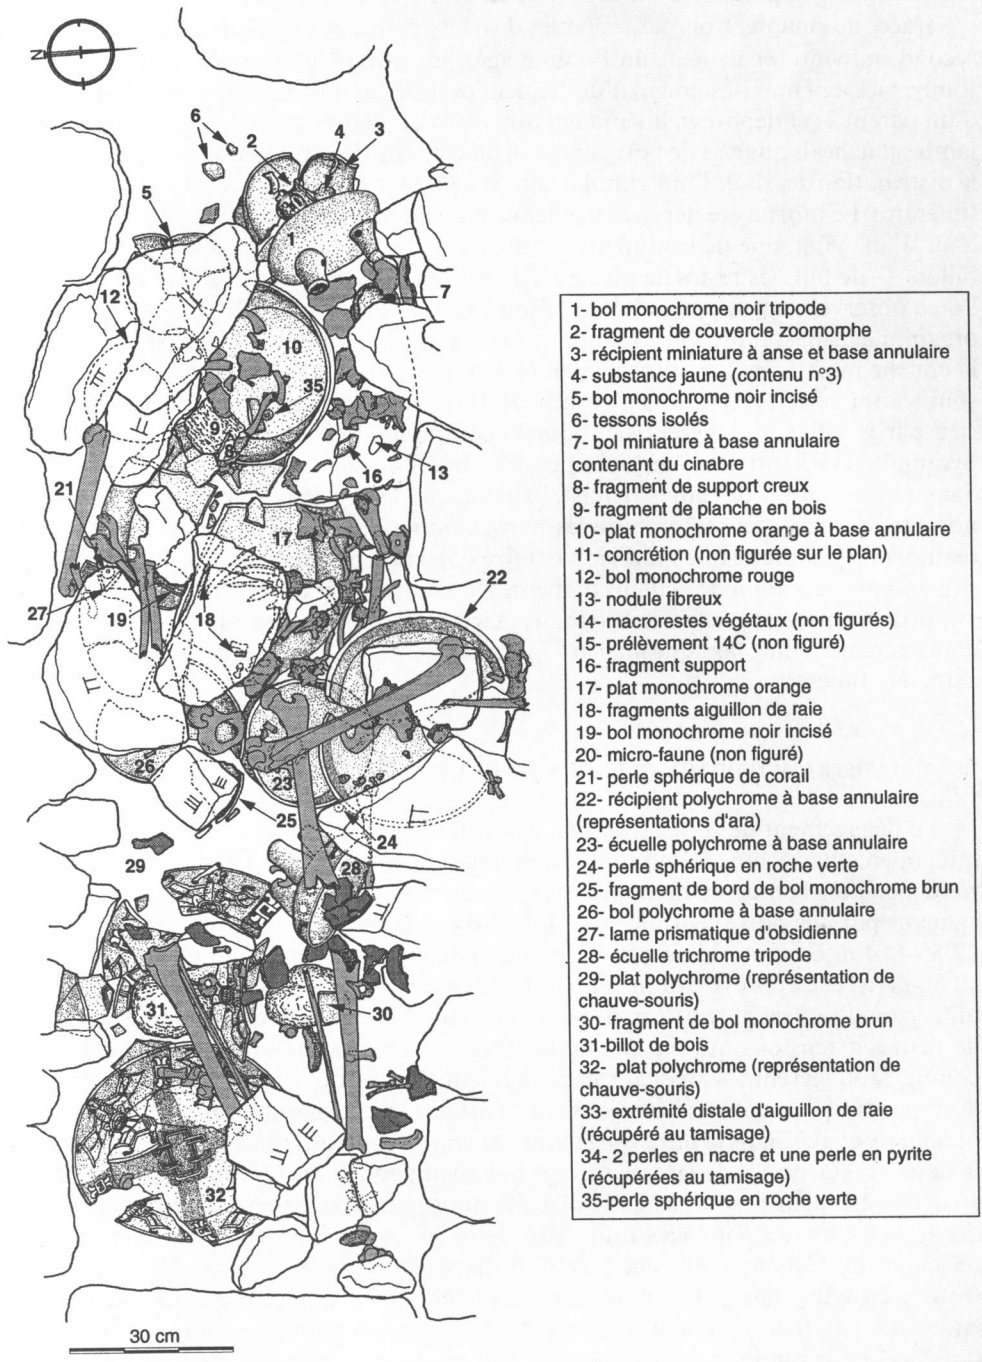 N
6
2
4
3
5
1
7
12
10
35
9
8
21
16
13
17
27
19
18
22
II
III
II
II
26
III
II
23
II
25
24
29
28
II
31
30
III
II
32
30 cm
1- bol monochrome noir tripode
2- fragment de couvercle zoomorphe
3- récipient miniature à anse et base annulaire
4- substance jaune (contenu n°3)
5- bol monochrome noir incisé
6- tessons isolés
7- bol miniature à base annulaire
contenant du cinabre
8- fragment de support creux
9- fragment de planche en bois
10- plat monochrome orange à base annulaire
11- concrétion (non figurée sur le plan)
12- bol monochrome rouge
13- nodule fibreux
14- macrorestes végétaux (non figurés)
15- prélèvement 14C (non figuré)
16- fragment support
17- plat monochrome orange
18- fragments aiguillon de raie
19- bol monochrome noir incisé
20- micro-faune (non figuré)
21- perle sphérique de corail
22- récipient polychrome à base annulaire
(représentations d'ara)
23- écuelle polychrome à base annulaire
24- perle sphérique en roche verte
25- fragment de bord de bol monochrome brun
26- bol polychrome à base annulaire
27- lame prismatique d'obsidienne
28- écuelle trichrome tripode
29- plat polychrome (représentation de
chauve-souris)
30- fragment de bol monochrome brun
31-billot de bois
32- plat polychrome (représentation de
chauve-souris)
33- extrémité distale d'aiguillon de raie
(récupéré au tamisage)
34- 2 perles en nacre et une perle en pyrite
(récupérées au tamisage)
35-perle sphérique en roche verte